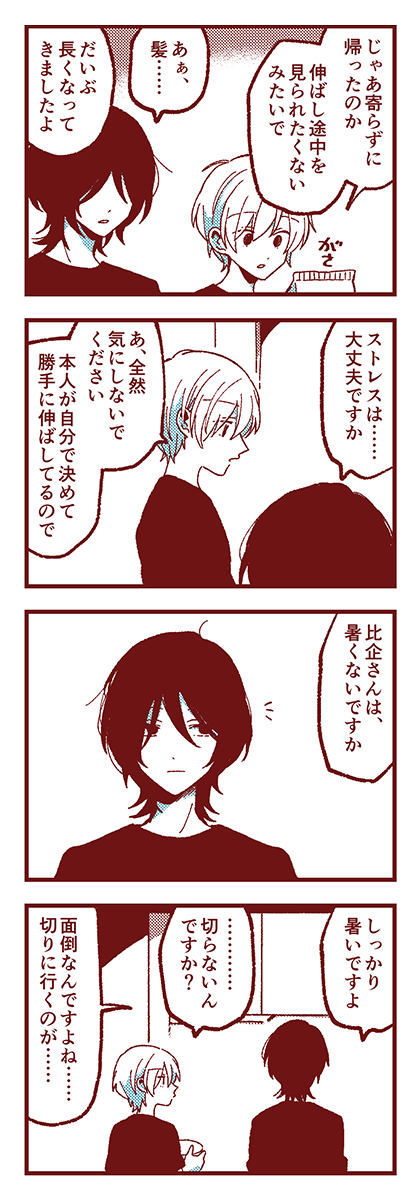 じゃあ寄らずに
帰ったのか
伸ばし途中を
見られたくない
みたいで
がさ
あぁ、
髪……
だいぶ
長くなって
きましたよ
ストレスは……
大丈夫ですか
あ、全然
気にしないで
ください
本人が自分で決めて
勝手に伸ばしてるので
比企さんは、
暑くないですか
しっかり
暑いですよ
…………
切らないん
ですか?
面倒なんですよね……
切りに行くのが……